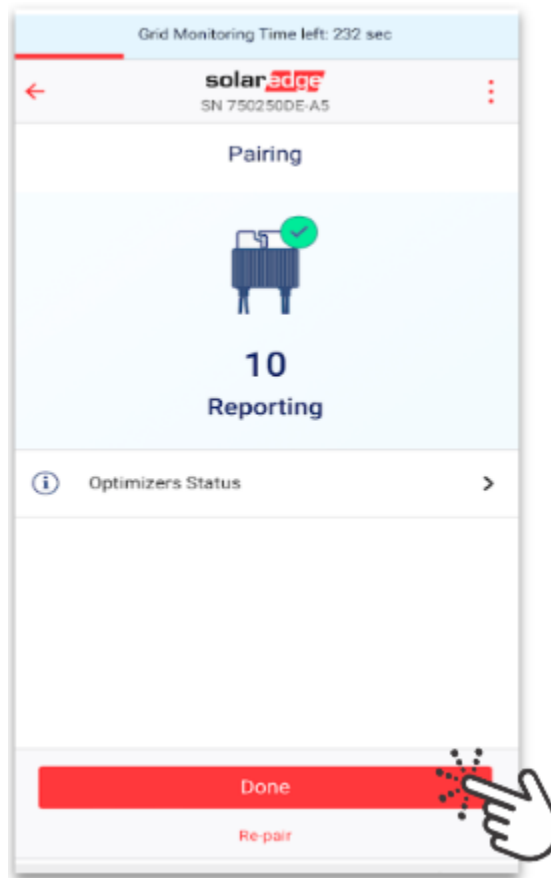 Grid Monitoring Time left: 232 sec
solaredge
SN 750250DE-A5
Pairing
10
Reporting
Optimizers Status
Done
Re-pair